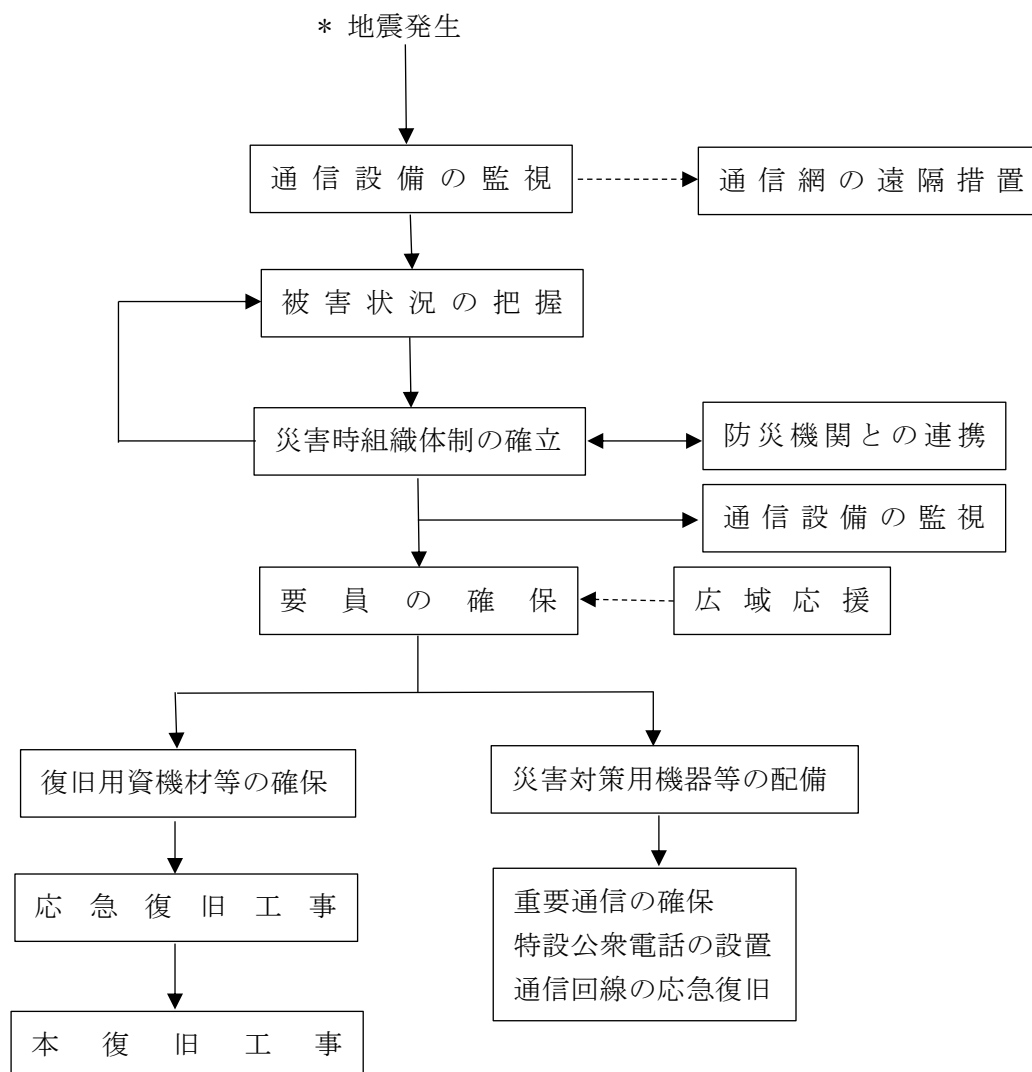 * 地震発生
通信設備の監視
通信網の遠隔措置
被害状況の把握
災害時組織体制の確立
防災機関との連携
通信設備の監視
要員の確保
広域応援
復旧用資機材等の確保
災害対策用機器等の配備
応急復旧工事
重要通信の確保
特設公衆電話の設置
通信回線の応急復旧
本復旧工事